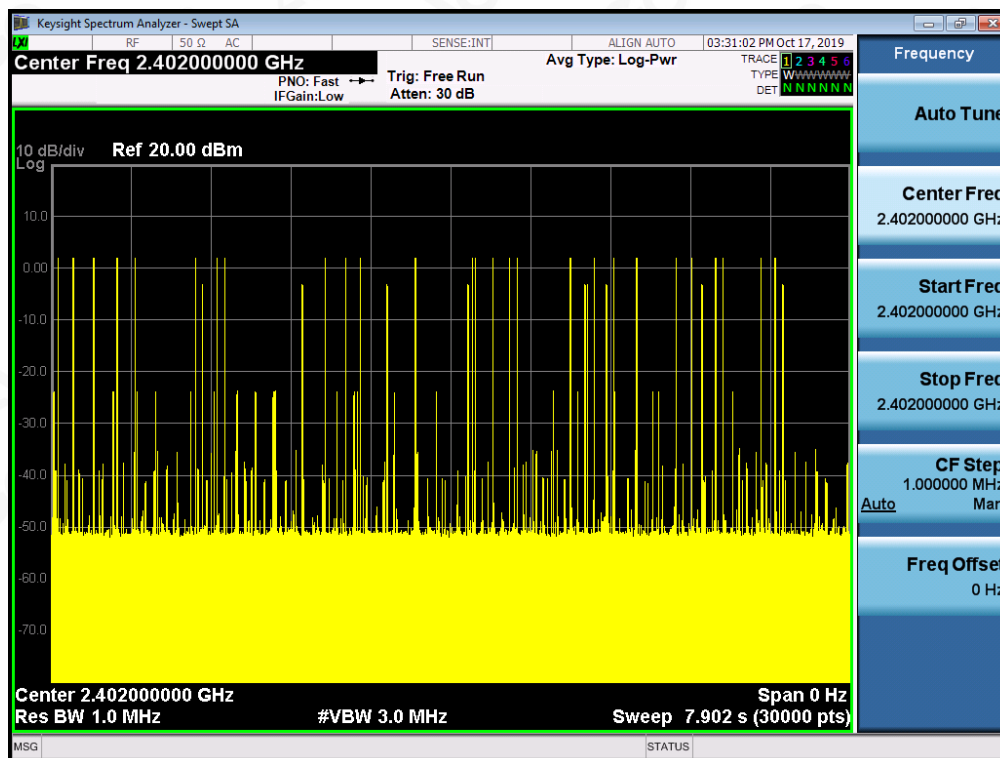 Keysight Spectrum Analyzer - Swept SA
LXI RF 50 Ω AC SENSE:INT ALIGN AUTO 03:31:02 PM Oct 17, 2019
Center Freq 2.402000000 GHz
PNO: Fast
IFGain:Low
Trig: Free Run
Atten: 30 dB
Avg Type: Log-Pwr
TRACE 1 2 3 4 5 6
TYPE WWWWWW
DET N N N N N N
10 dB/div Ref 20.00 dBm
Log
10.0
0.00
-10.0
-20.0
-30.0
-40.0
-50.0
-60.0
-70.0
Center 2.402000000 GHz Span 0 Hz
Res BW 1.0 MHz #VBW 3.0 MHz Sweep 7.902 s (30000 pts)
MSG STATUS
Frequency
Auto Tune
Center Freq
2.402000000 GHz
Start Freq
2.402000000 GHz
Stop Freq
2.402000000 GHz
CF Step
1.000000 MHz
Auto Man
Freq Offset
0 Hz